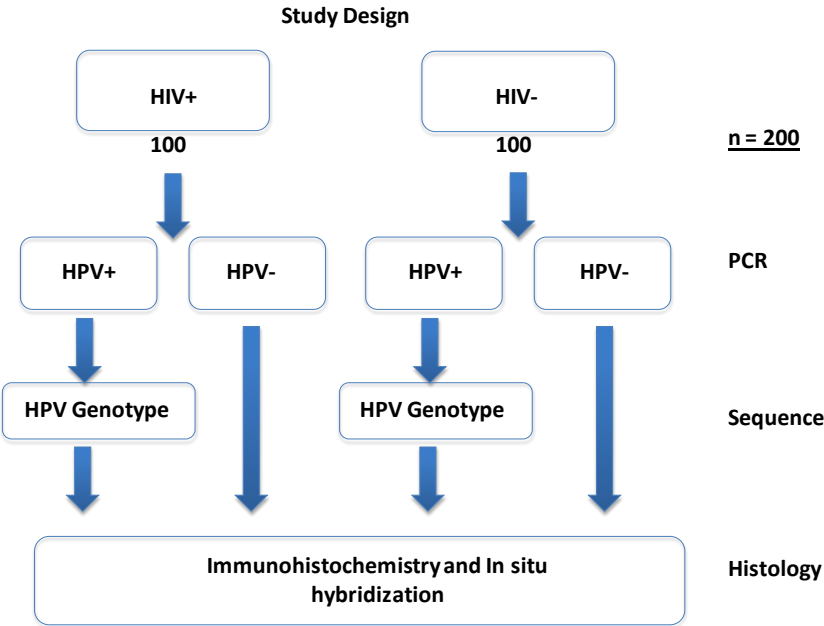 Study Design
HIV+
HIV-
100
100
n = 200
HPV+
HPV-
HPV+
HPV-
PCR
HPV Genotype
HPV Genotype
Sequence
Immunohistochemistry and In situ
hybridization
Histology